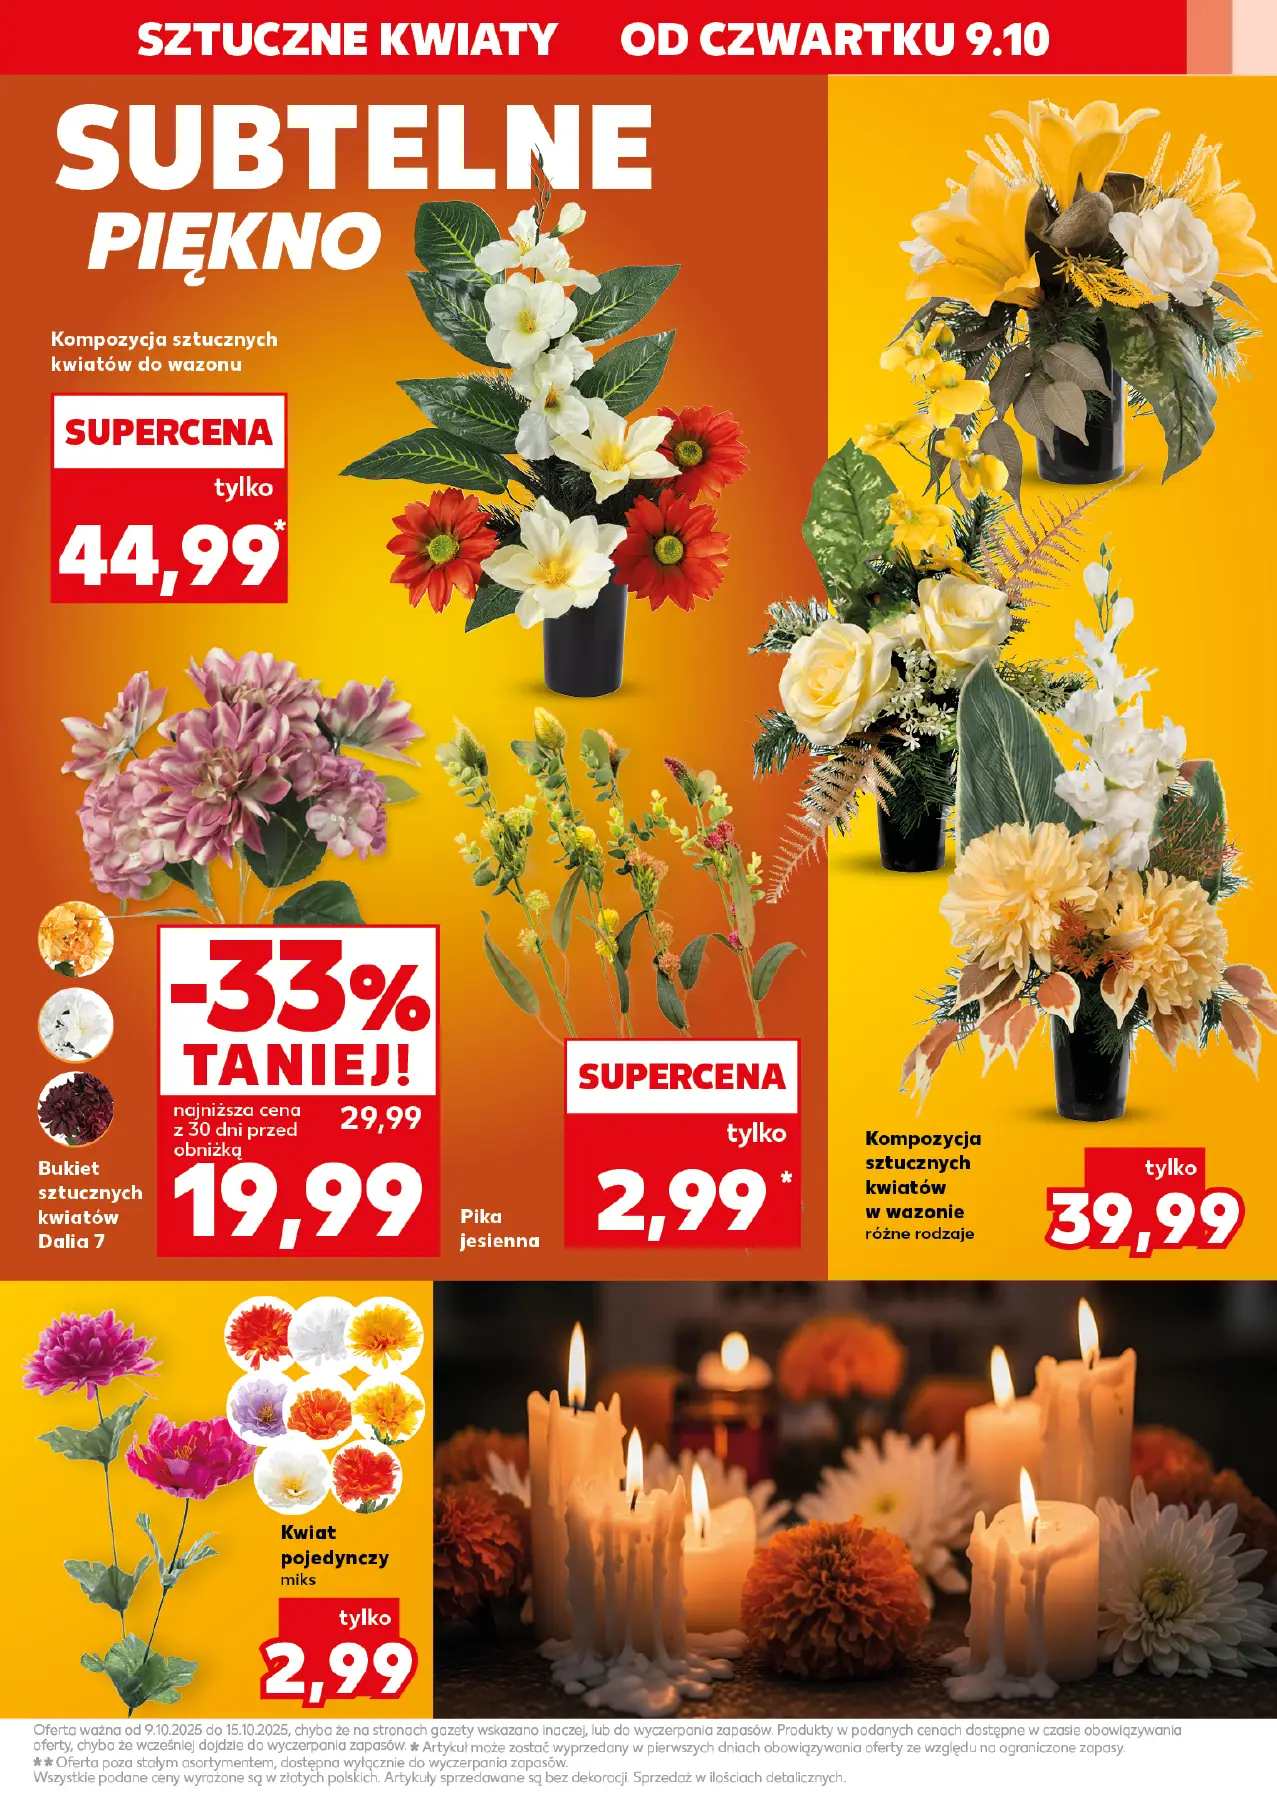 SZTUCZNE KWIATY OD CZWARTKU 9.10
SUBTELNE
PIĘKNO
Kompozycja sztucznych
kwiatów do wazonu
SUPERCENA
tylko
44,99*
-33%
TANIEJ!
najniższa cena
z 30 dni przed
obniżką
29,99
19,99
Bukiet
sztucznych
kwiatów
Dalia 7
SUPERCENA
tylko
2,99*
Pika
jesienna
Kompozycja
sztucznych
kwiatów
w wazonie
różne rodzaje
tylko
39,99
Kwiat
pojedynczy
miks
tylko
2,99
Oferta ważna od 9.10.2025 do 15.10.2025, chyba że na stronach gazety wskazano inaczej, lub do wyczerpania zapasów. Produkty w podanych cenach dostępne w czasie obowiązywania
oferty, chyba że wcześniej dojdzie do wyczerpania zapasów. * Artykuł może zostać wyprzedany w pierwszych dniach obowiązywania oferty ze względu na ograniczone zapasy.
** Oferta poza stałym asortymentem, dostępna wyłącznie do wyczerpania zapasów.
Wszystkie podane ceny wyrażone są w złotych polskich. Artykuły sprzedawane są bez dekoracji. Sprzedaż w ilościach detalicznych.